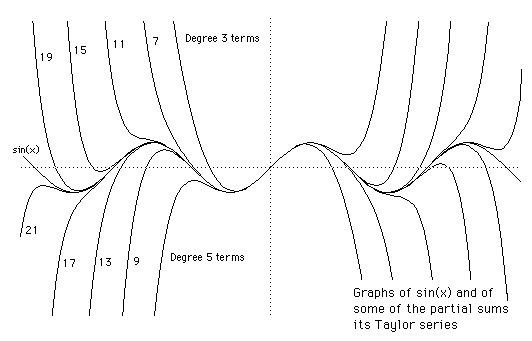 Degree 3 terms
19
15
11
7
sin(x)
21
17
13
9
Degree 5 terms
Graphs of sin(x) and of
some of the partial sums
its Taylor series